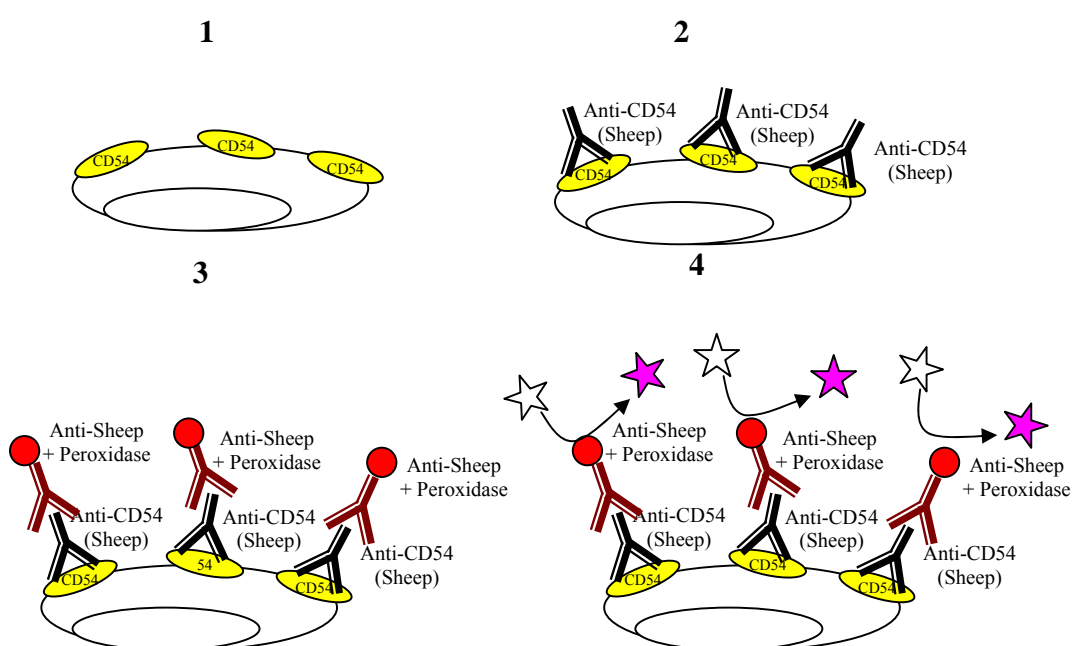 1
CD54
CD54
CD54
2
Anti-CD54
(Sheep)
Anti-CD54
(Sheep)
Anti-CD54
(Sheep)
CD54
CD54
CD54
3
Anti-Sheep
+ Peroxidase
Anti-Sheep
+ Peroxidase
Anti-Sheep
+ Peroxidase
Anti-CD54
(Sheep)
Anti-CD54
(Sheep)
Anti-CD54
(Sheep)
CD54
54
CD54
4
Anti-Sheep
+ Peroxidase
Anti-Sheep
+ Peroxidase
Anti-Sheep
+ Peroxidase
Anti-CD54
(Sheep)
Anti-CD54
(Sheep)
Anti-CD54
(Sheep)
CD54
CD54
CD54